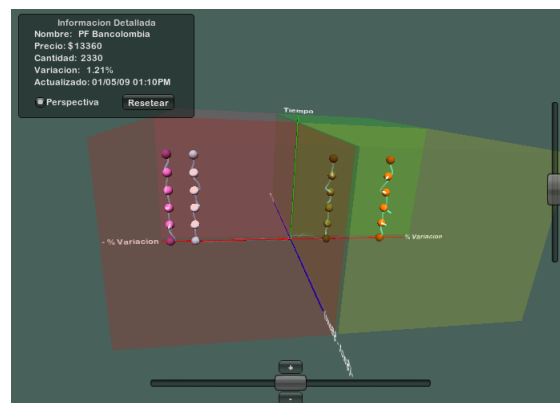 Informacion Detallada
Nombre: PF Bancolombia
Precio: $13360
Cantidad: 2330
Variacion: 1.21%
Actualizado: 01/05/09 01:10PM
Perspectiva
Resetear
Tiempo
- % Variacion
% Variacion
+
-